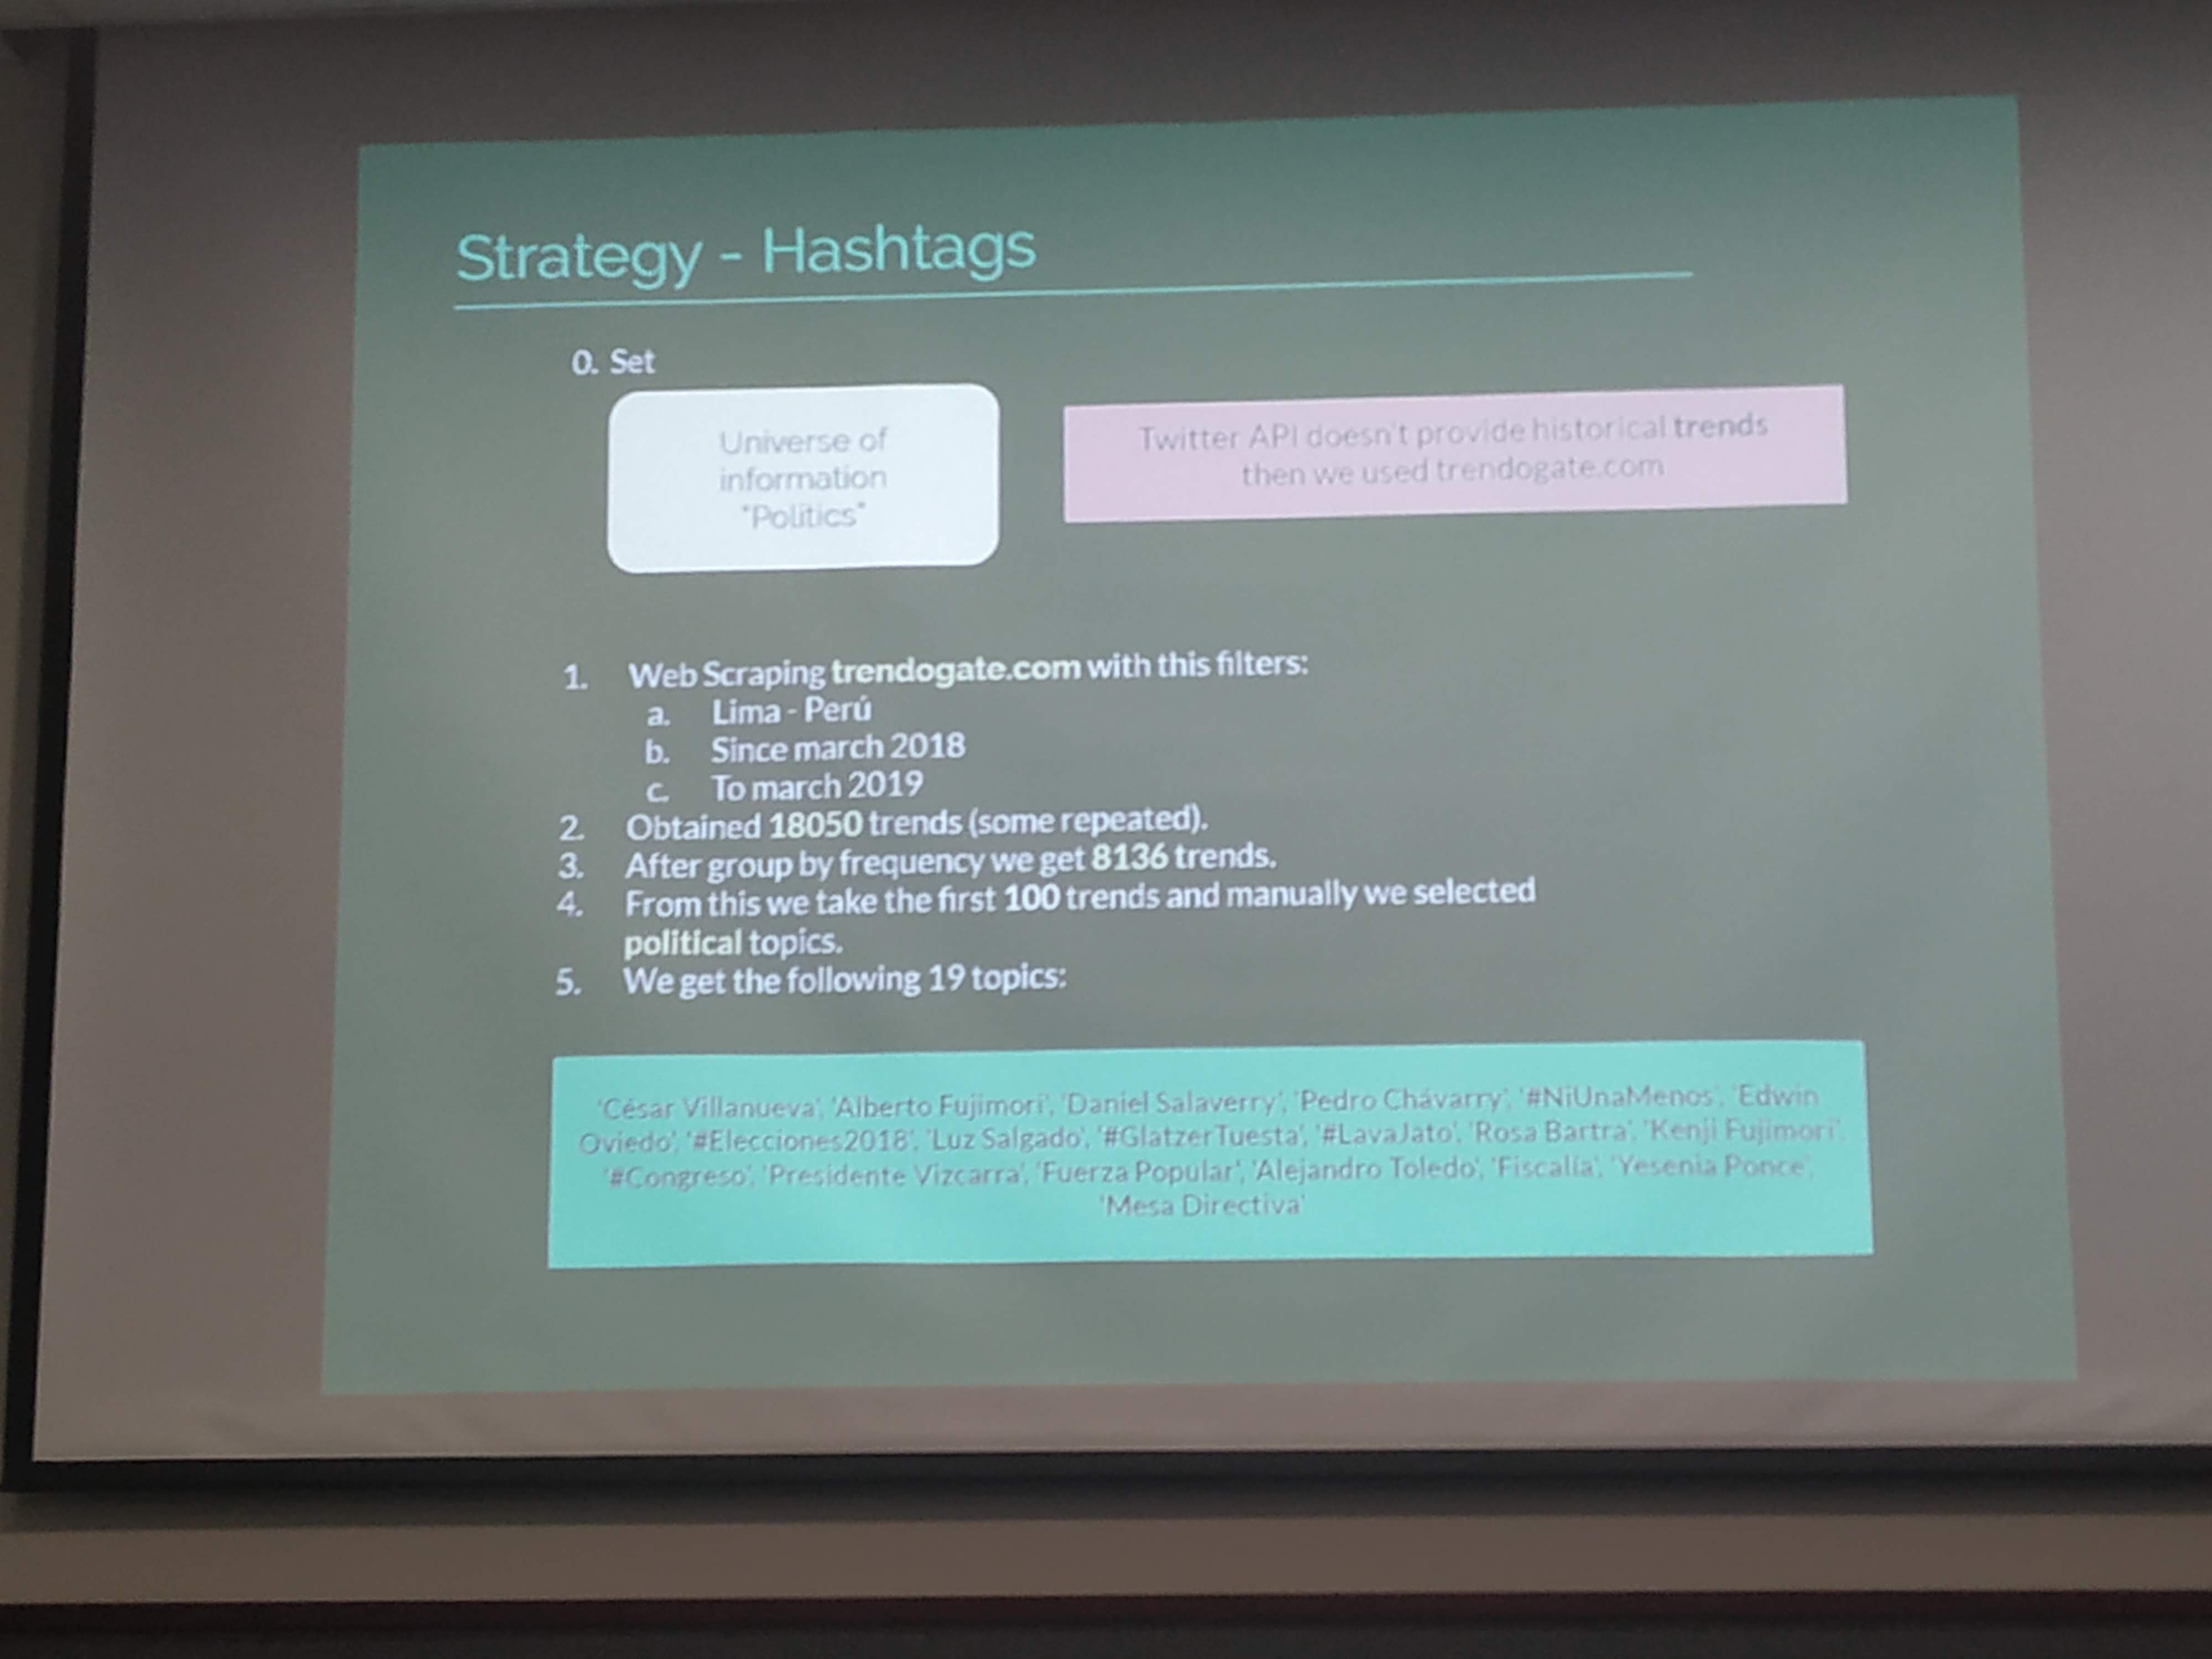 Strategy - Hashtags
0. Set
Universe of
information
"Politics"
Twitter API doesn't provide historical trends
then we used trendogate.com
1. Web Scraping trendogate.com with this filters:
a. Lima - Perú
b. Since march 2018
c. To march 2019
2. Obtained 18050 trends (some repeated).
3. After group by frequency we get 8136 trends.
4. From this we take the first 100 trends and manually we selected
political topics.
5. We get the following 19 topics:
'César Villanueva', 'Alberto Fujimori', 'Daniel Salaverry', 'Pedro Chávarry', '#NiUnaMenos', 'Edwin
Oviedo', '#Elecciones2018', 'Luz Salgado', '#GlatzerTuesta', '#LavaJato', 'Rosa Bartra', 'Kenji Fujimori',
'#Congreso', 'Presidente Vizcarra', 'Fuerza Popular', 'Alejandro Toledo', 'Fiscalía', 'Yesenia Ponce',
'Mesa Directiva'